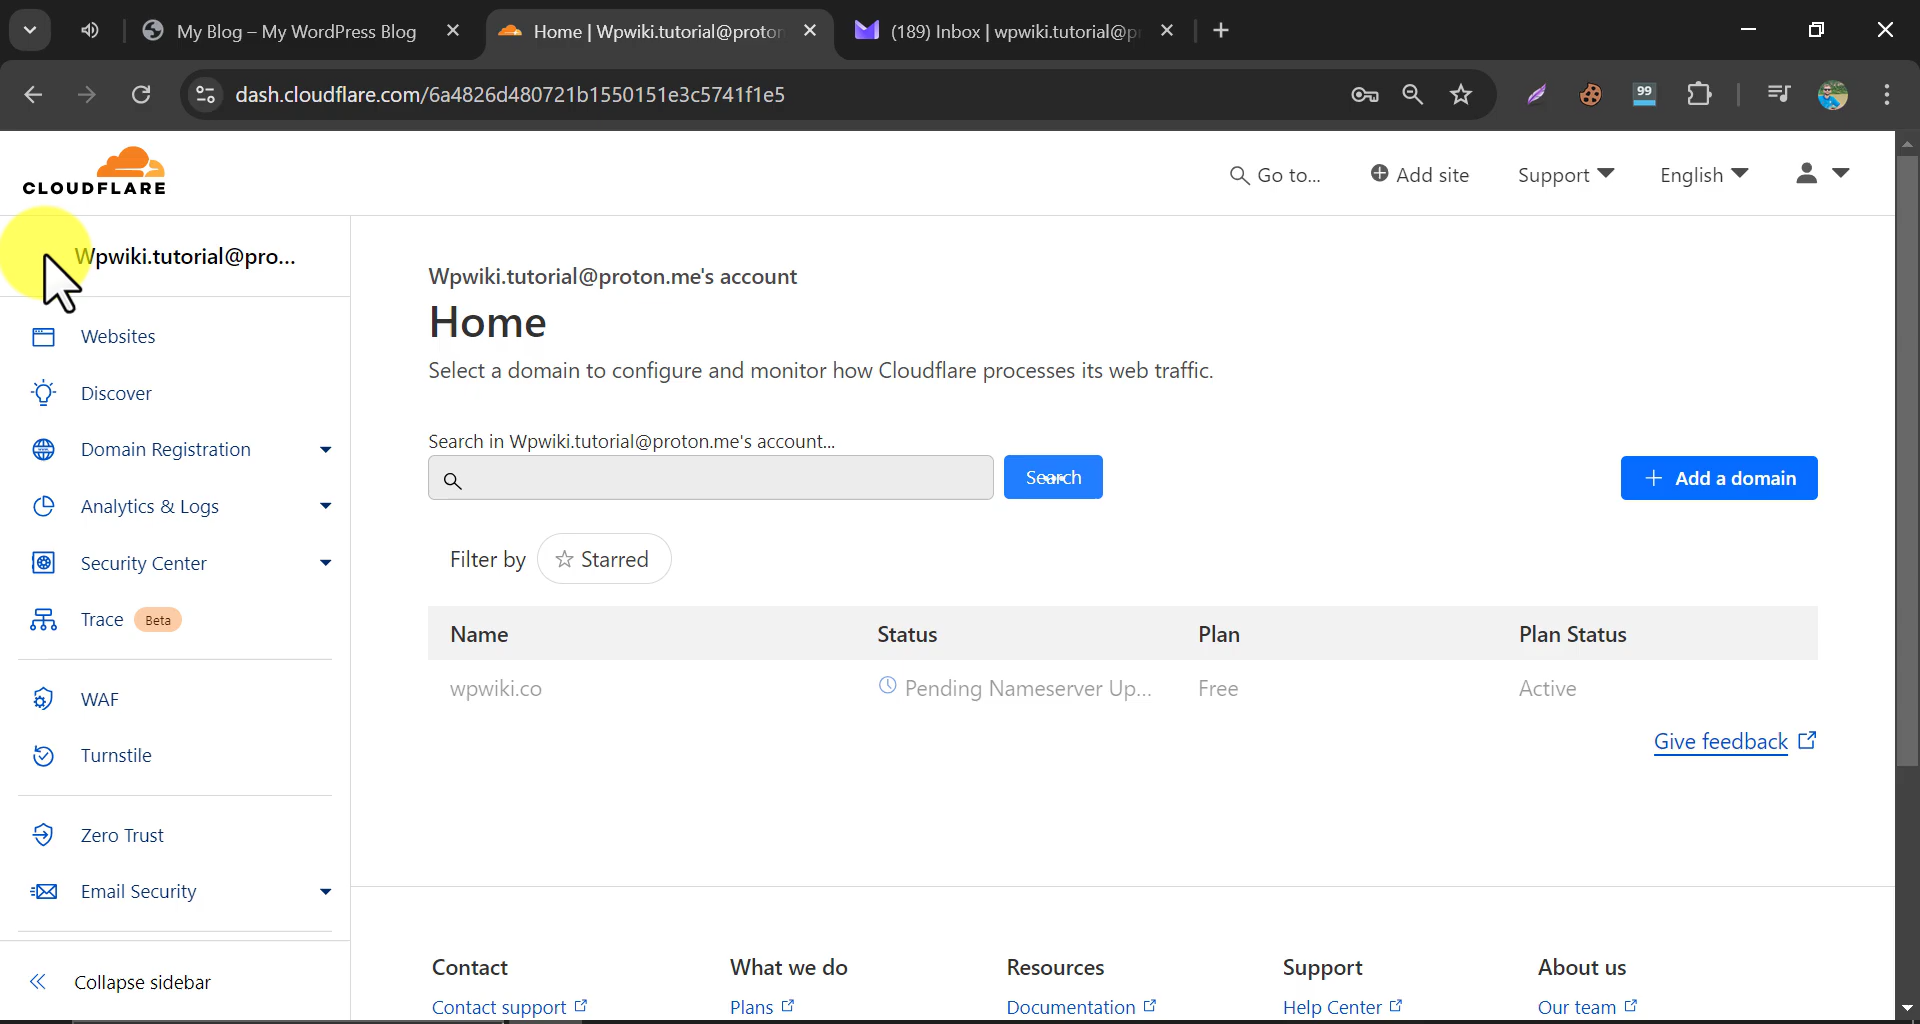 My Blog – My WordPress Blog
Home | Wpwiki.tutorial@proton
(189) Inbox | wpwiki.tutorial@p
dash.cloudflare.com/6a4826d480721b1550151e3c5741f1e5
99
CLOUDFLARE
Go to...
Add site
Support
English
Wpwiki.tutorial@pro...
Websites
Discover
Domain Registration
Analytics & Logs
Security Center
Trace Beta
WAF
Turnstile
Zero Trust
Email Security
Collapse sidebar
Wpwiki.tutorial@proton.me's account
Home
Select a domain to configure and monitor how Cloudflare processes its web traffic.
Search in Wpwiki.tutorial@proton.me's account...
Search
Add a domain
Filter by
Starred
Name Status Plan Plan Status
wpwiki.co Pending Nameserver Up... Free Active
Give feedback
Contact What we do Resources Support About us
Contact support Plans Documentation Help Center Our team